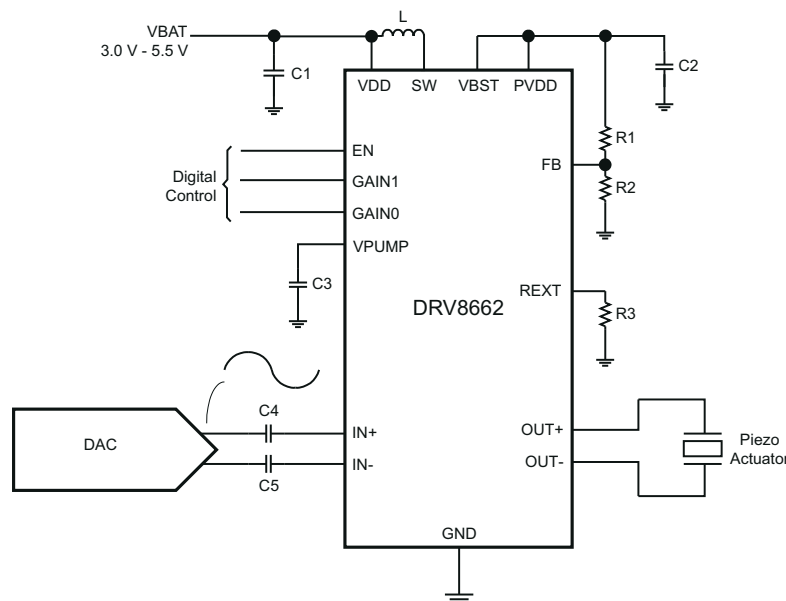 L
VBAT
3.0 V - 5.5 V
C1
C2
VDD
SW
VBST
PVDD
R1
EN
FB
Digital
Control
GAIN1
R2
GAIN0
VPUMP
C3
REXT
DRV8662
R3
C4
DAC
IN+
OUT+
Piezo
Actuator
IN-
OUT-
C5
GND